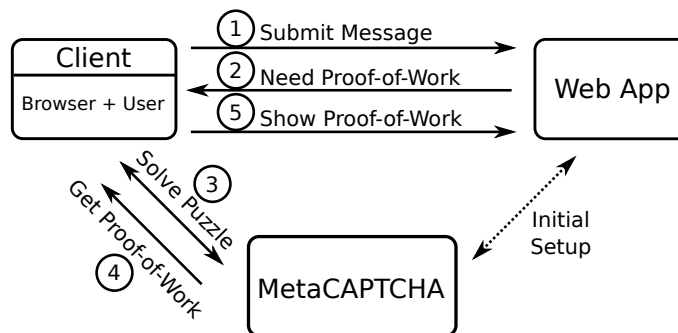 1 Submit Message
Client
2 Need Proof-of-Work
Web App
Browser + User
5 Show Proof-of-Work
3 Solve Puzzle
4 Get Proof-of-Work
Initial
Setup
MetaCAPTCHA